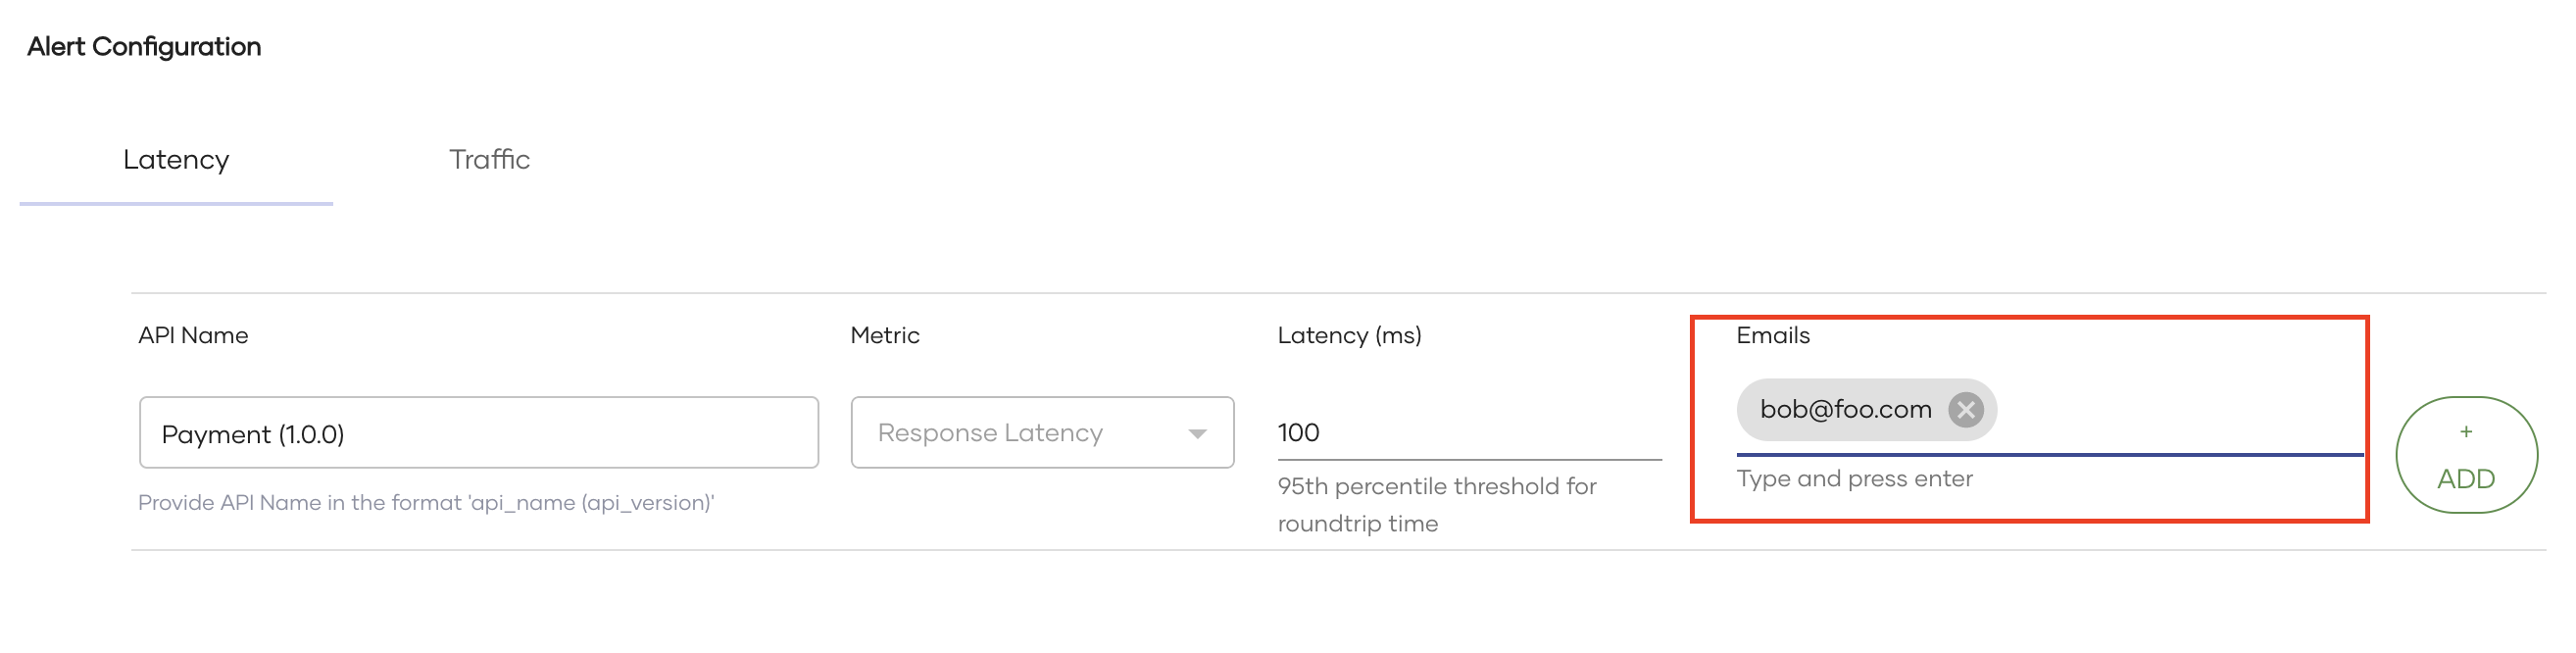 Alert Configuration
Latency
Traffic
API Name
Metric
Latency (ms)
Emails
Payment (1.0.0)
Response Latency
100
bob@foo.com
+
ADD
Provide API Name in the format 'api_name (api_version)'
95th percentile threshold for
roundtrip time
Type and press enter